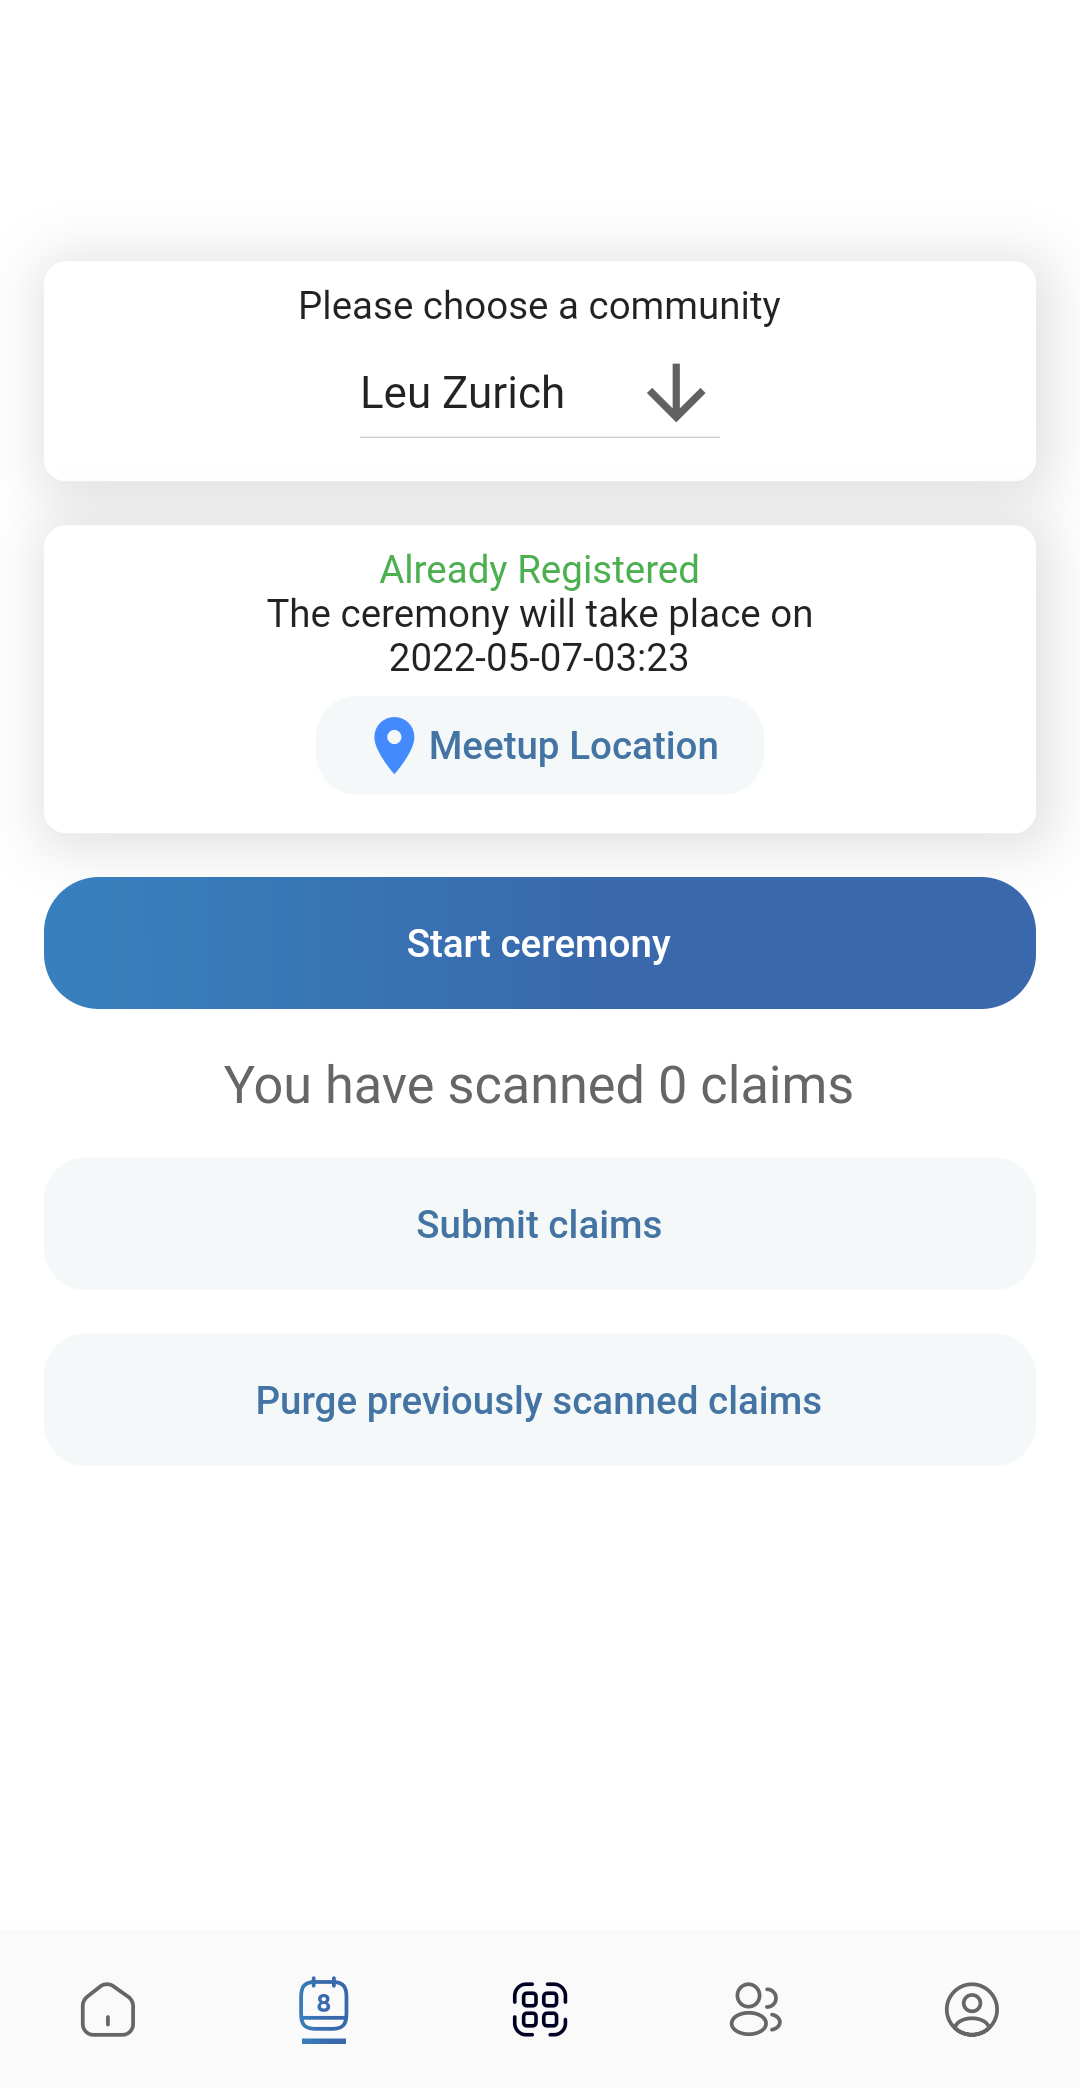 Please choose a community
Leu Zurich
Already Registered
The ceremony will take place on
2022-05-07-03:23
Meetup Location
Start ceremony
You have scanned 0 claims
Submit claims
Purge previously scanned claims
8